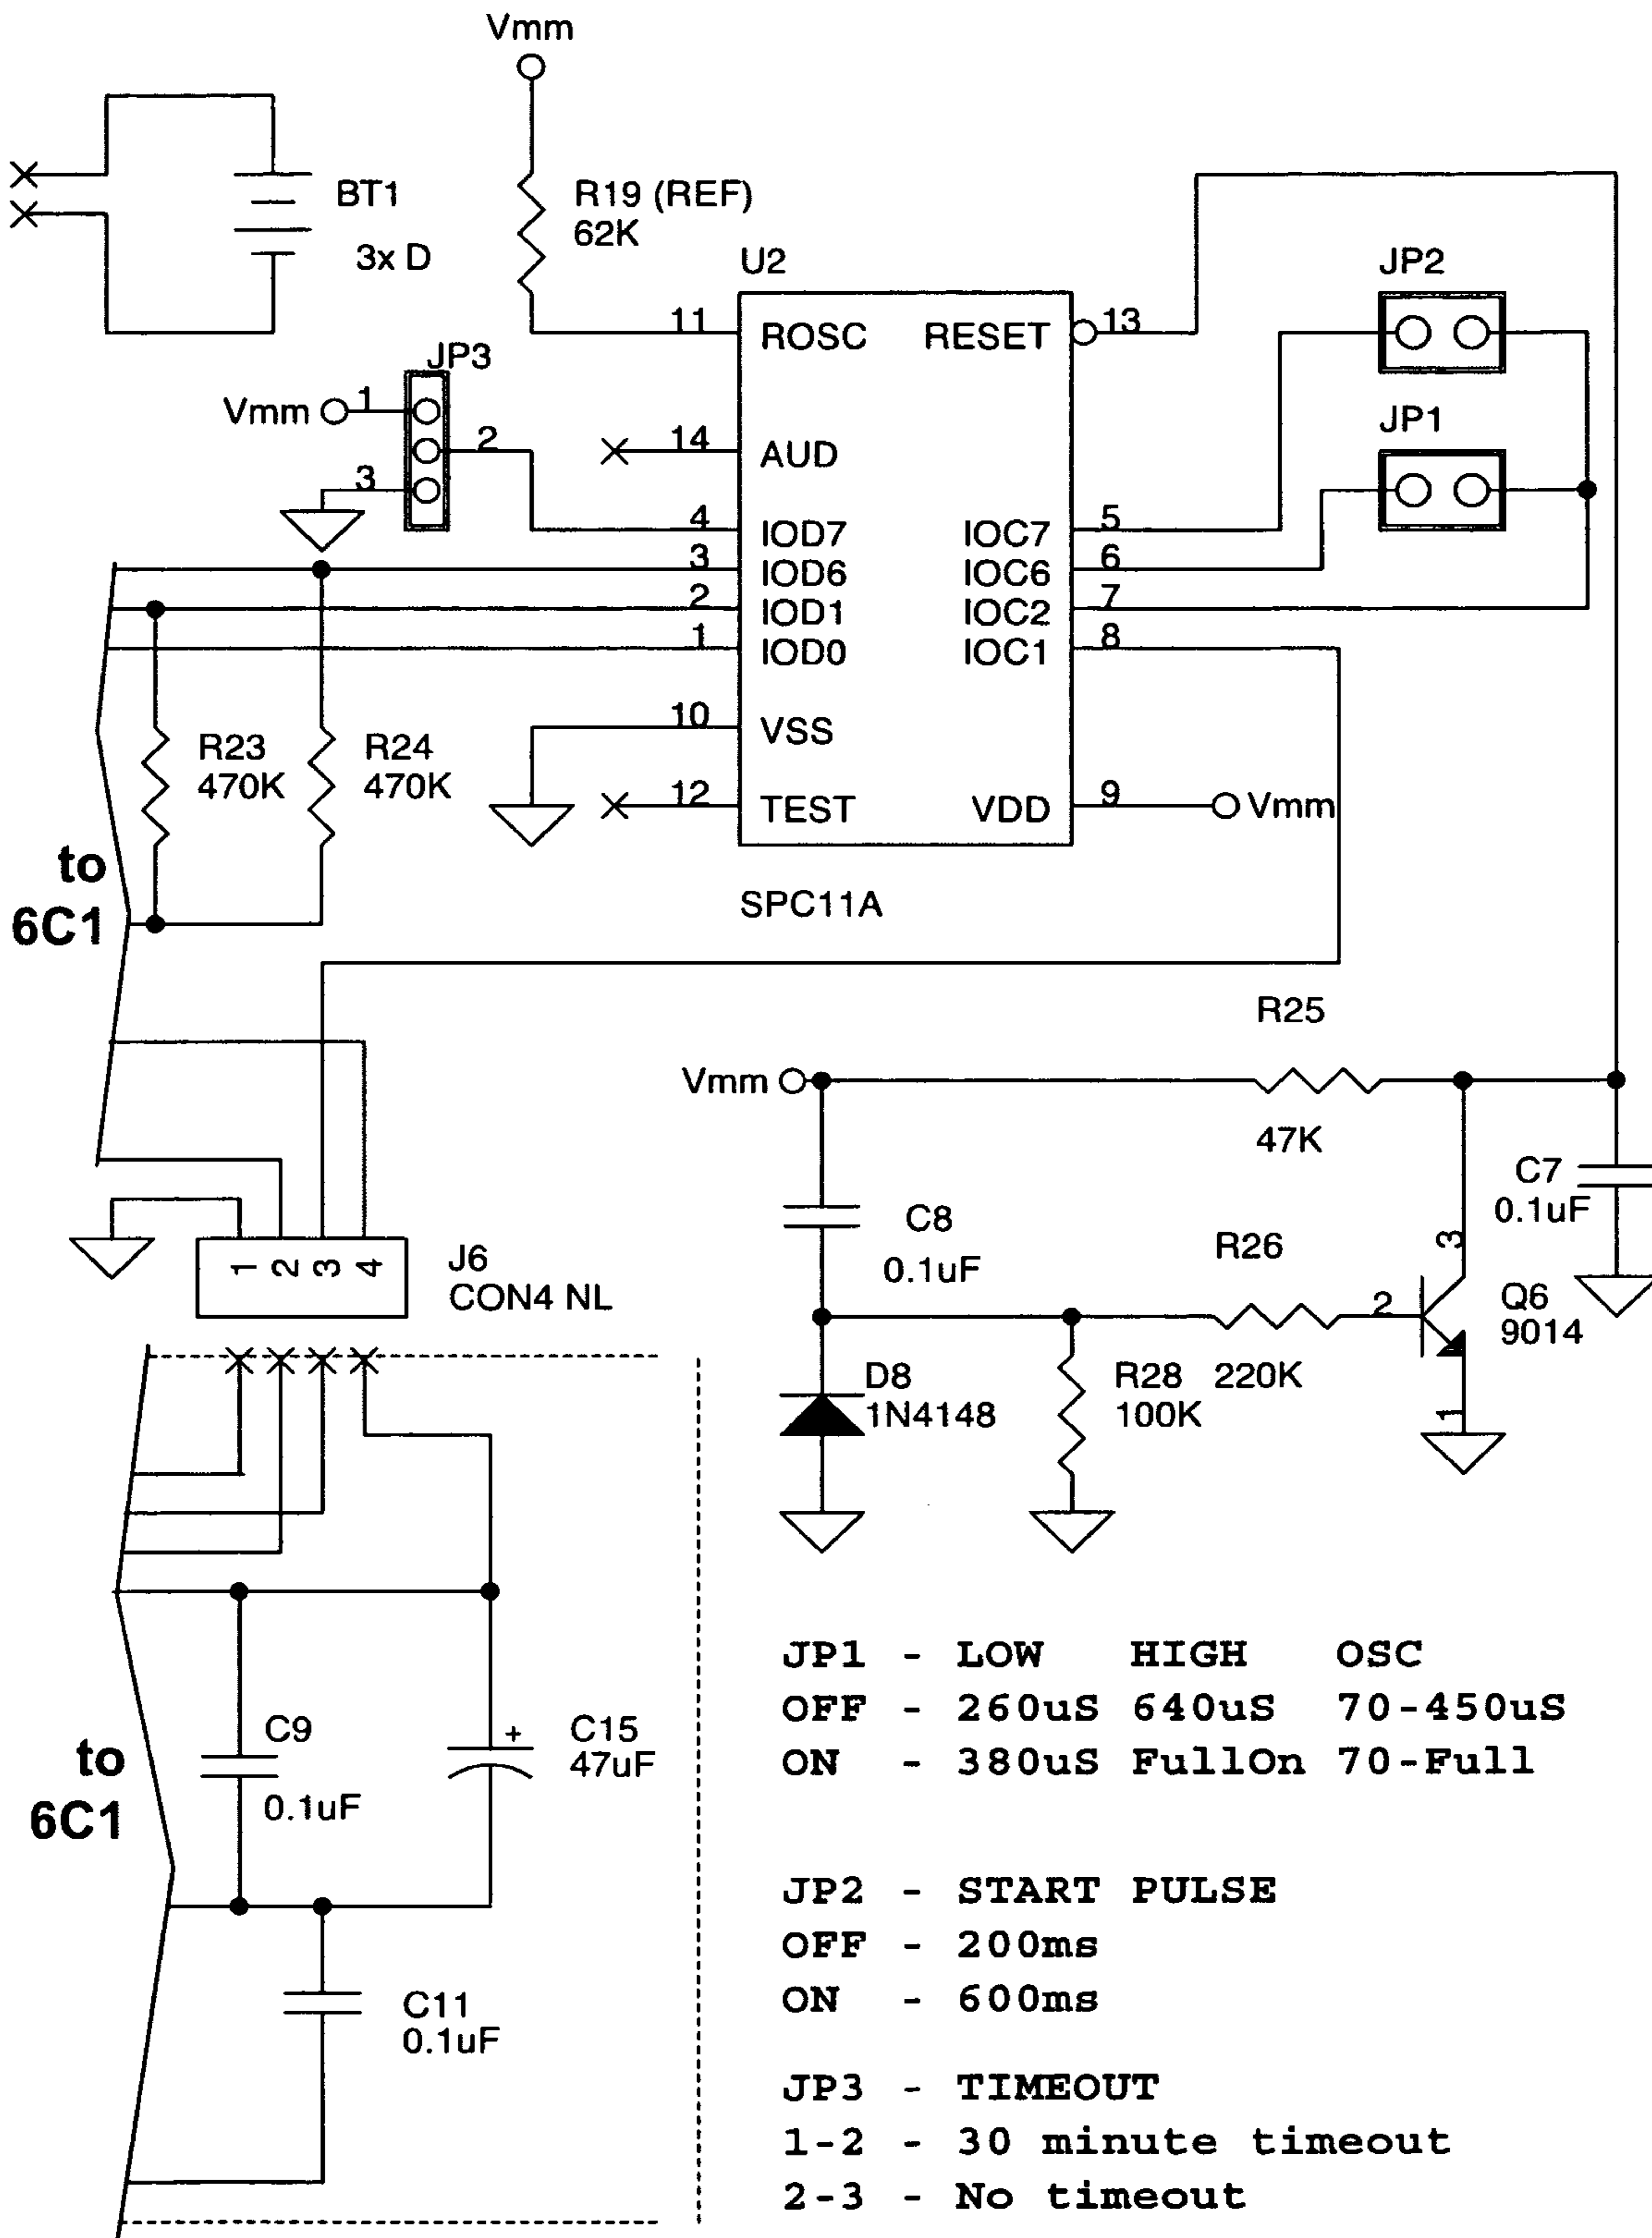 Vmm
BT1
3x D
R19 (REF)
62K
U2
JP2
11
ROSC
RESET
13
JP3
Vmm
1
2
3
JP1
14
AUD
4
IOD7
IOC7
5
3
IOD6
IOC6
6
2
IOD1
IOC2
7
1
IOD0
IOC1
8
10
VSS
R23
470K
R24
470K
12
TEST
VDD
9
Vmm
to
6C1
SPC11A
R25
Vmm
47K
C7
0.1uF
C8
0.1uF
R26
3
2
Q6
9014
1
1 2 3 4
J6
CON4 NL
D8
1N4148
R28
100K
220K
JP1 - LOW HIGH OSC
OFF - 260uS 640uS 70-450uS
ON - 380uS FullOn 70-Full
C9
0.1uF
+
C15
47uF
to
6C1
JP2 - START PULSE
OFF - 200ms
ON - 600ms
C11
0.1uF
JP3 - TIMEOUT
1-2 - 30 minute timeout
2-3 - No timeout